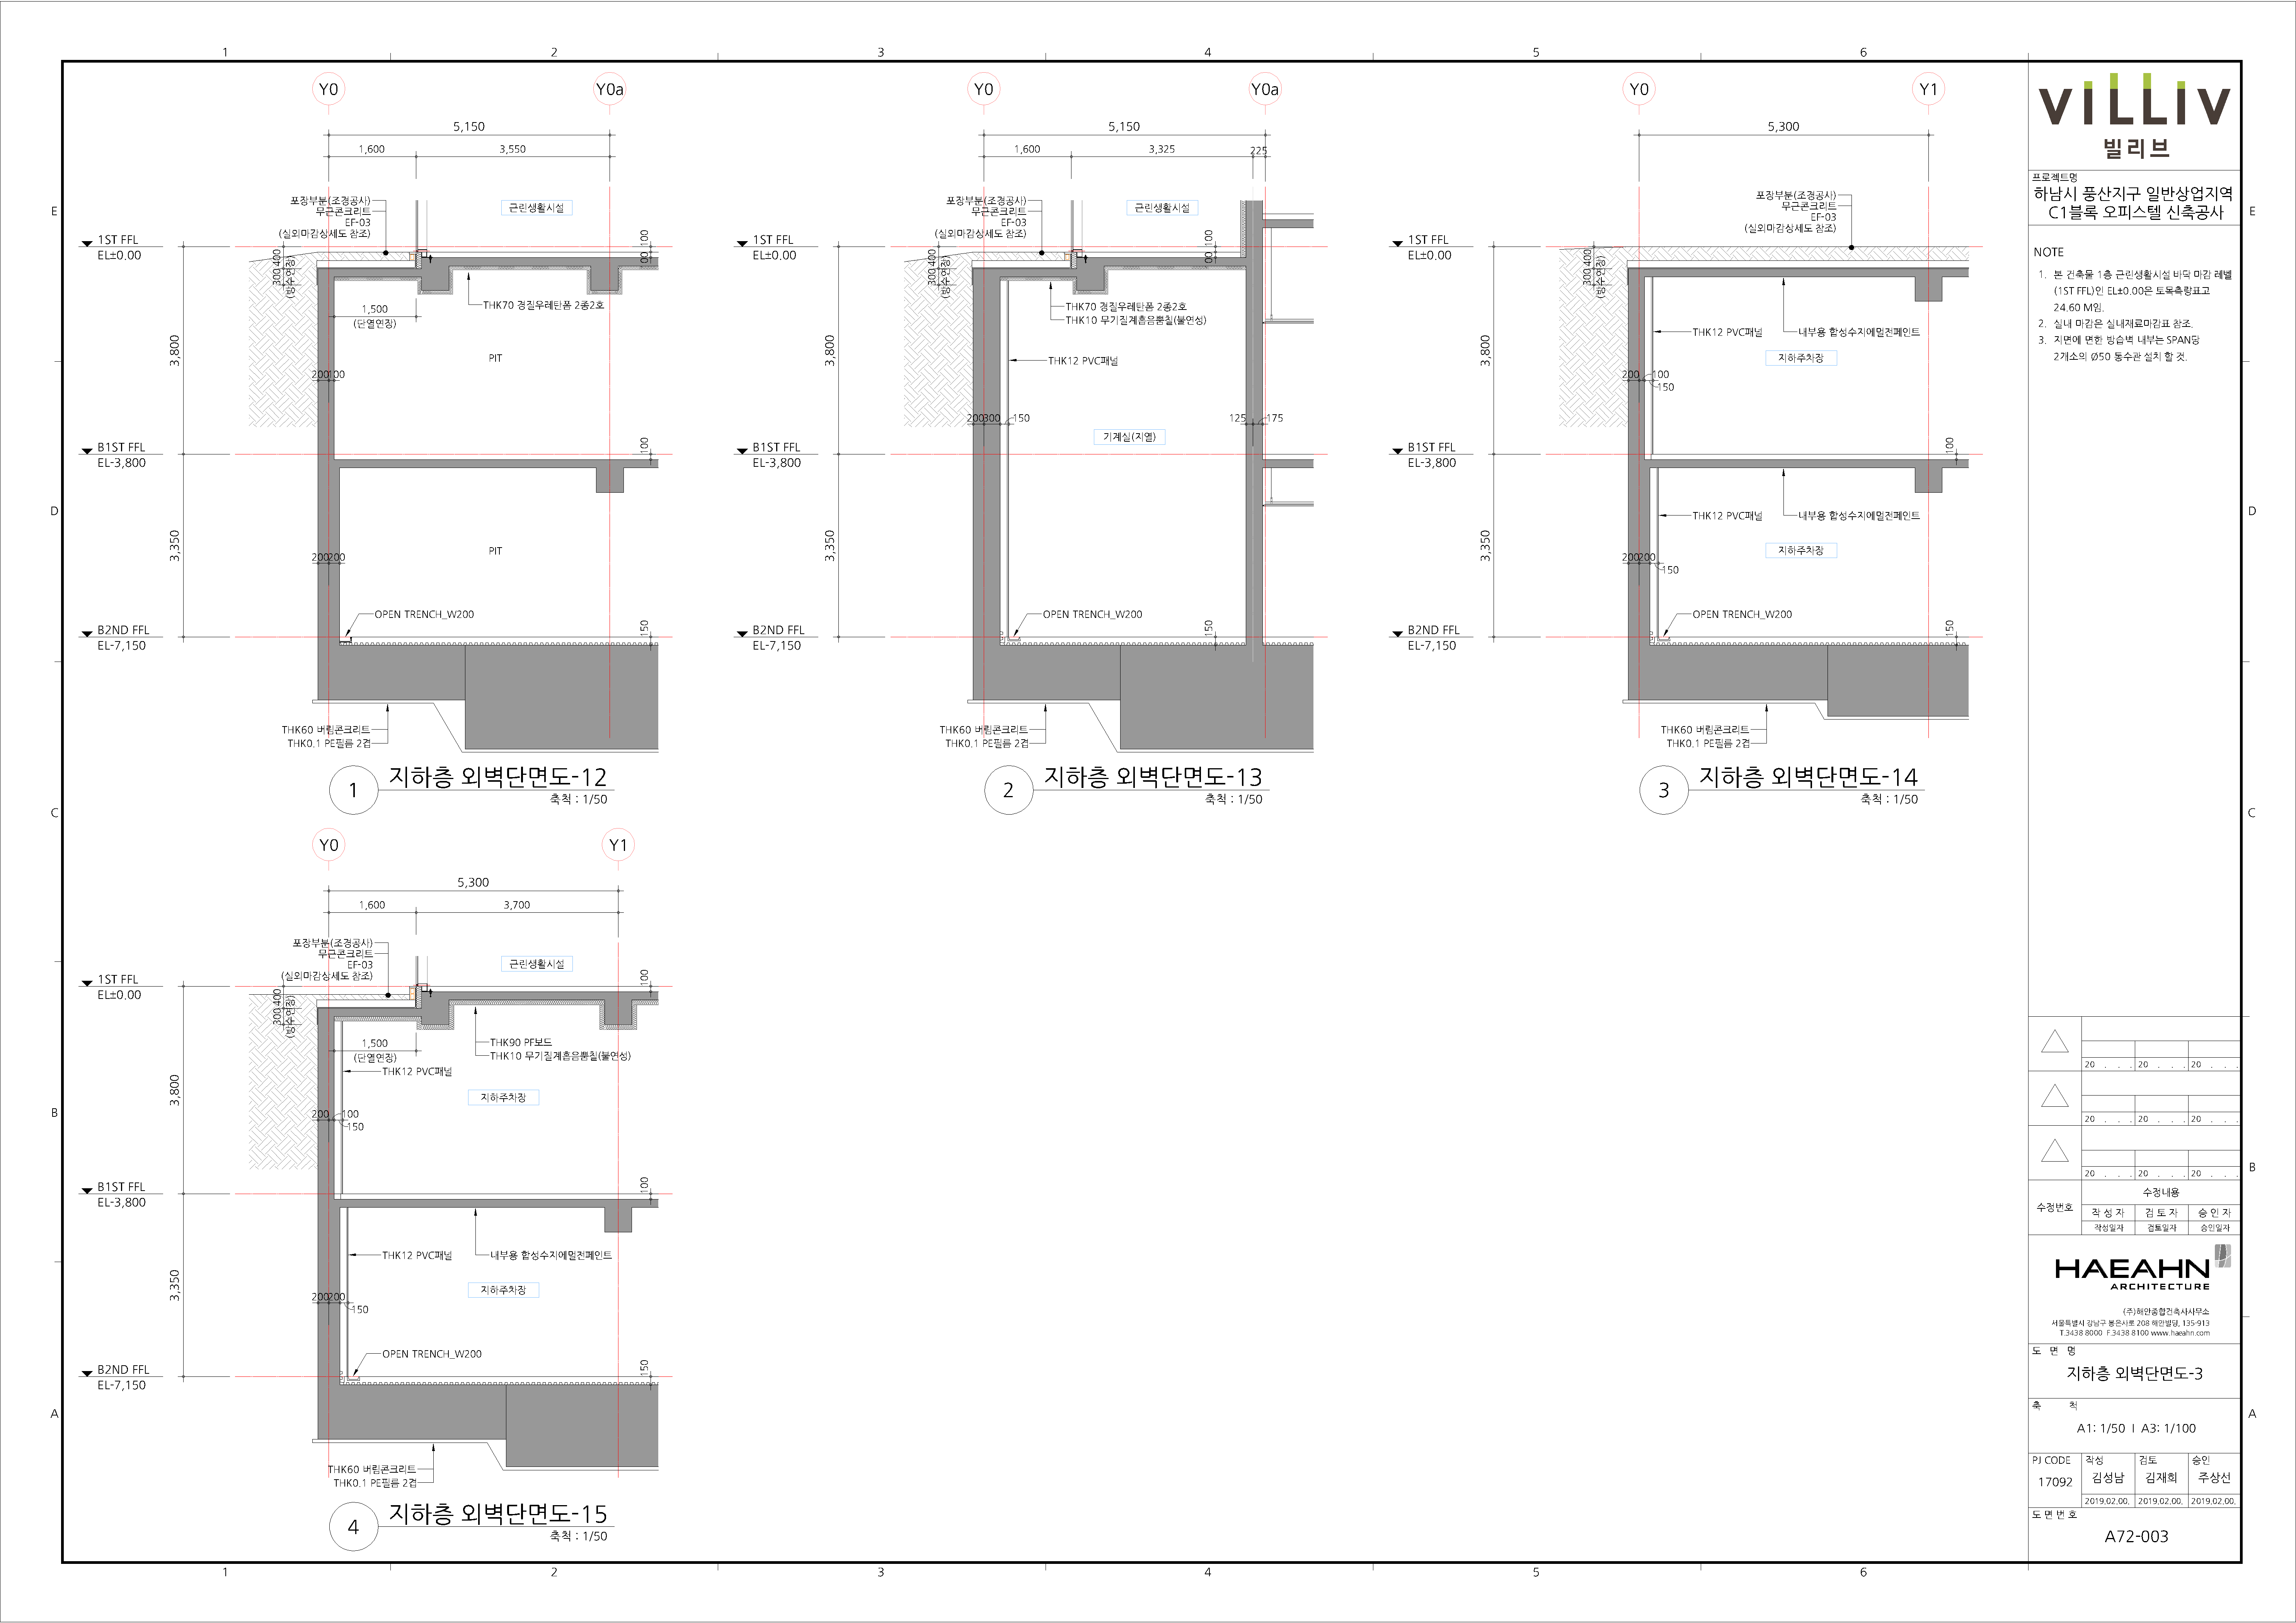 1 2 3 4 5 6
E
D
C
B
A
Y0 Y0a
5,150
1,600 3,550
포장부분(조경공사)
무근콘크리트
EF-03
(실외마감상세도 참조)
근린생활시설
1ST FFL
EL±0.00
300 400
(방수연장)
100
THK70 경질우레탄폼 2종2호
1,500
(단열연장)
3,800
PIT
200 100
B1ST FFL
EL-3,800
100
3,350
PIT
200 200
OPEN TRENCH_W200
B2ND FFL
EL-7,150
150
THK60 버림콘크리트
THK0.1 PE필름 2겹
1 지하층 외벽단면도-12
축척 : 1/50
Y0 Y0a
5,150
1,600 3,325 225
포장부분(조경공사)
무근콘크리트
EF-03
(실외마감상세도 참조)
근린생활시설
1ST FFL
EL±0.00
300 400
(방수연장)
100
THK70 경질우레탄폼 2종2호
THK10 무기질계흡음뿜칠(불연성)
3,800
THK12 PVC패널
200 300 150
125 175
기계실(지열)
B1ST FFL
EL-3,800
3,350
OPEN TRENCH_W200
B2ND FFL
EL-7,150
150
THK60 버림콘크리트
THK0.1 PE필름 2겹
2 지하층 외벽단면도-13
축척 : 1/50
Y0 Y1
5,300
포장부분(조경공사)
무근콘크리트
EF-03
(실외마감상세도 참조)
1ST FFL
EL±0.00
300 400
(방수연장)
3,800
THK12 PVC패널
내부용 합성수지에멀전페인트
지하주차장
200 100
150
B1ST FFL
EL-3,800
100
3,350
THK12 PVC패널
내부용 합성수지에멀전페인트
지하주차장
200 200
150
OPEN TRENCH_W200
B2ND FFL
EL-7,150
150
THK60 버림콘크리트
THK0.1 PE필름 2겹
3 지하층 외벽단면도-14
축척 : 1/50
Y0 Y1
5,300
1,600 3,700
포장부분(조경공사)
무근콘크리트
EF-03
(실외마감상세도 참조)
근린생활시설
1ST FFL
EL±0.00
300 400
(방수연장)
100
THK90 PF보드
THK10 무기질계흡음뿜칠(불연성)
1,500
(단열연장)
THK12 PVC패널
3,800
지하주차장
200 100
150
B1ST FFL
EL-3,800
100
3,350
THK12 PVC패널
내부용 합성수지에멀전페인트
지하주차장
200 200
150
OPEN TRENCH_W200
B2ND FFL
EL-7,150
150
THK60 버림콘크리트
THK0.1 PE필름 2겹
4 지하층 외벽단면도-15
축척 : 1/50
VILLIV
빌리브
프로젝트명
하남시 풍산지구 일반상업지역
C1블록 오피스텔 신축공사
NOTE
1. 본 건축물 1층 근린생활시설 바닥 마감 레벨
(1ST FFL)인 EL±0.00은 토목측량표고
24.60 M임.
2. 실내 마감은 실내재료마감표 참조.
3. 지면에 면한 방습벽 내부는 SPAN당
2개소의 Ø50 통수관 설치 할 것.
20 . . . 20 . . . 20 . . .
20 . . . 20 . . . 20 . . .
20 . . . 20 . . . 20 . . .
수정번호
수정내용
작 성 자 검 토 자 승 인 자
작성일자 검토일자 승인일자
HAEAHN
ARCHITECTURE
(주)해안종합건축사사무소
서울특별시 강남구 봉은사로 208 해안빌딩, 135-913
T.3438 8000 F.3438 8100 www.haeahn.com
도 면 명
지하층 외벽단면도-3
축 척
A1: 1/50 I A3: 1/100
PJ CODE 작성 검토 승인
17092 김성남 김재희 주상선
2019.02.00. 2019.02.00. 2019.02.00.
도 면 번 호
A72-003
E
D
C
B
A
1 2 3 4 5 6